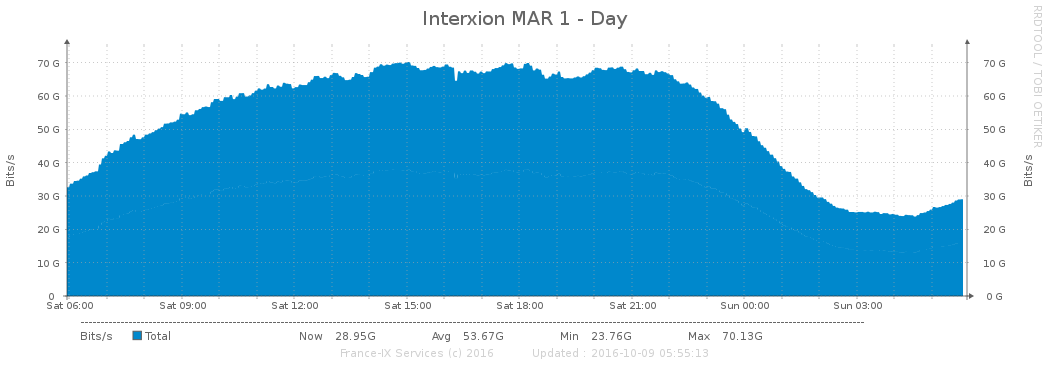 Interxion MAR 1 - Day
RRDTOOL / TOBI OETIKER
Bits/s
Bits/s
70 G 70 G
60 G 60 G
50 G 50 G
40 G 40 G
30 G 30 G
20 G 20 G
10 G 10 G
0 0 G
Sat 06:00 Sat 09:00 Sat 12:00 Sat 15:00 Sat 18:00 Sat 21:00 Sun 00:00 Sun 03:00
Bits/s Total Now 28.95G Avg 53.67G Min 23.76G Max 70.13G
France-IX Services (c) 2016 Updated : 2016-10-09 05:55:13